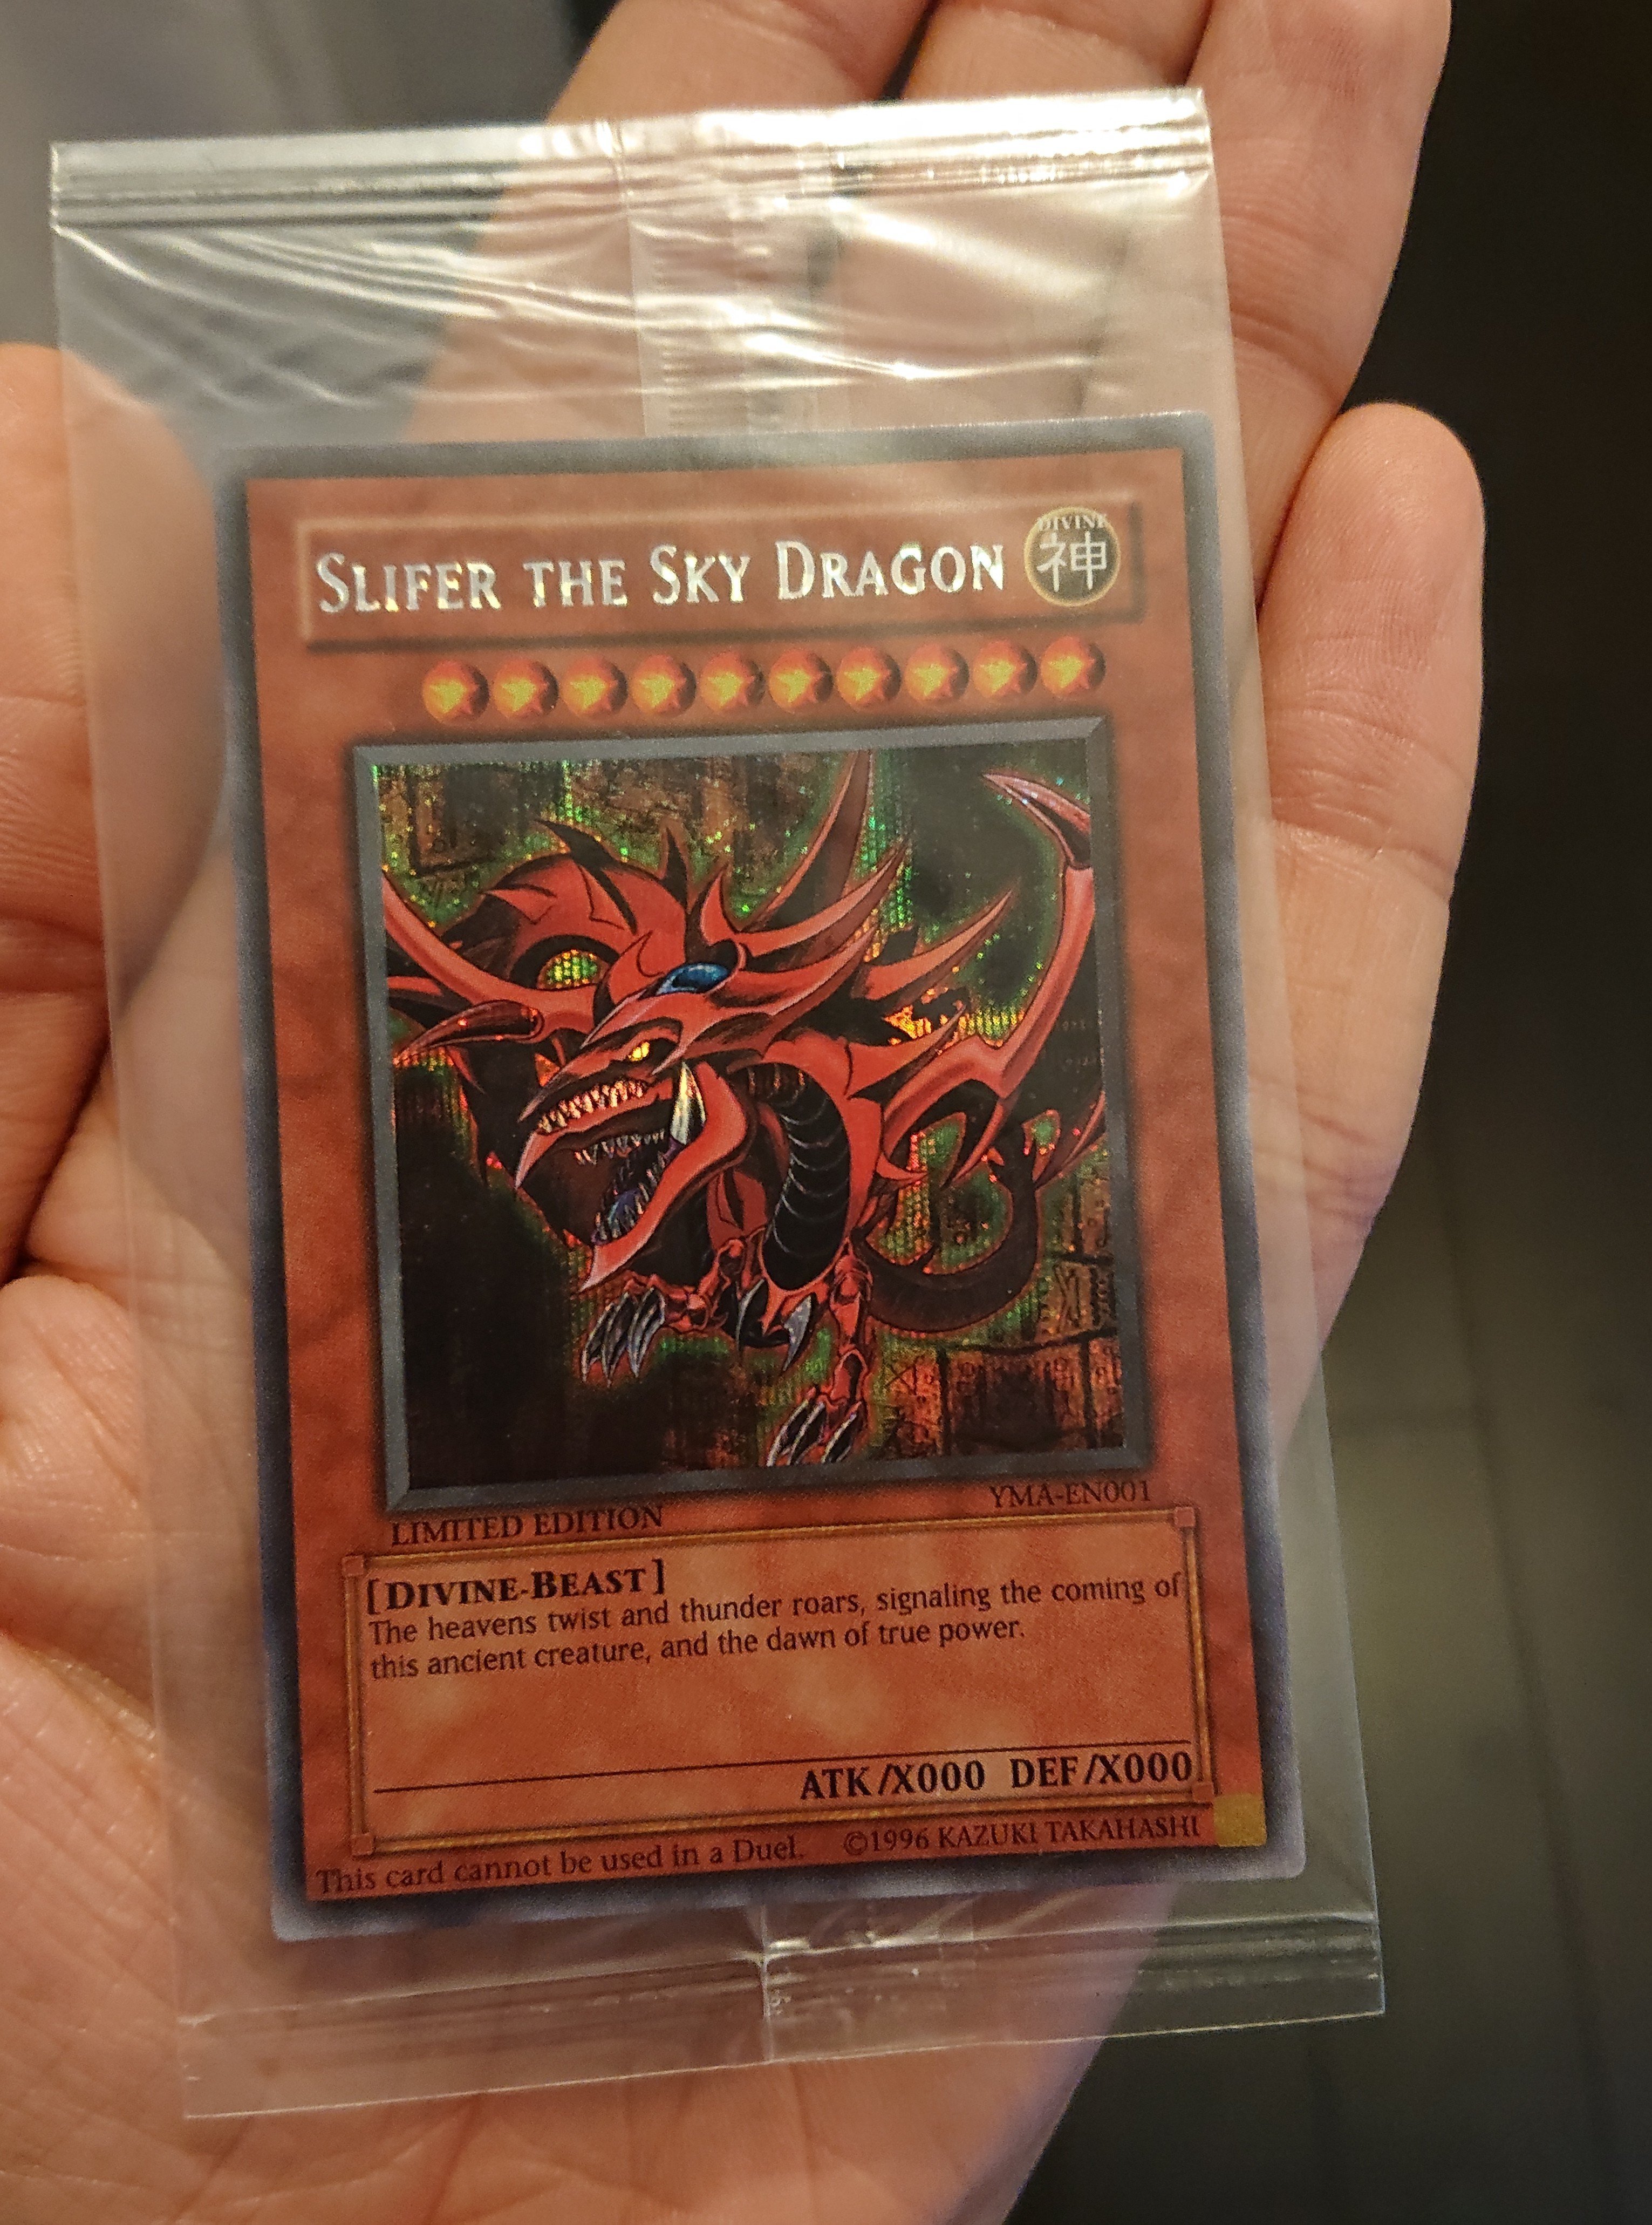 SLIFER THE SKY DRAGON
DIVINE
神
LIMITED EDITION
YMA-EN001
[DIVINE-BEAST]
The heavens twist and thunder roars, signaling the coming of
this ancient creature, and the dawn of true power.
ATK/X000 DEF/X000
This card cannot be used in a Duel. ©1996 KAZUKI TAKAHASHI